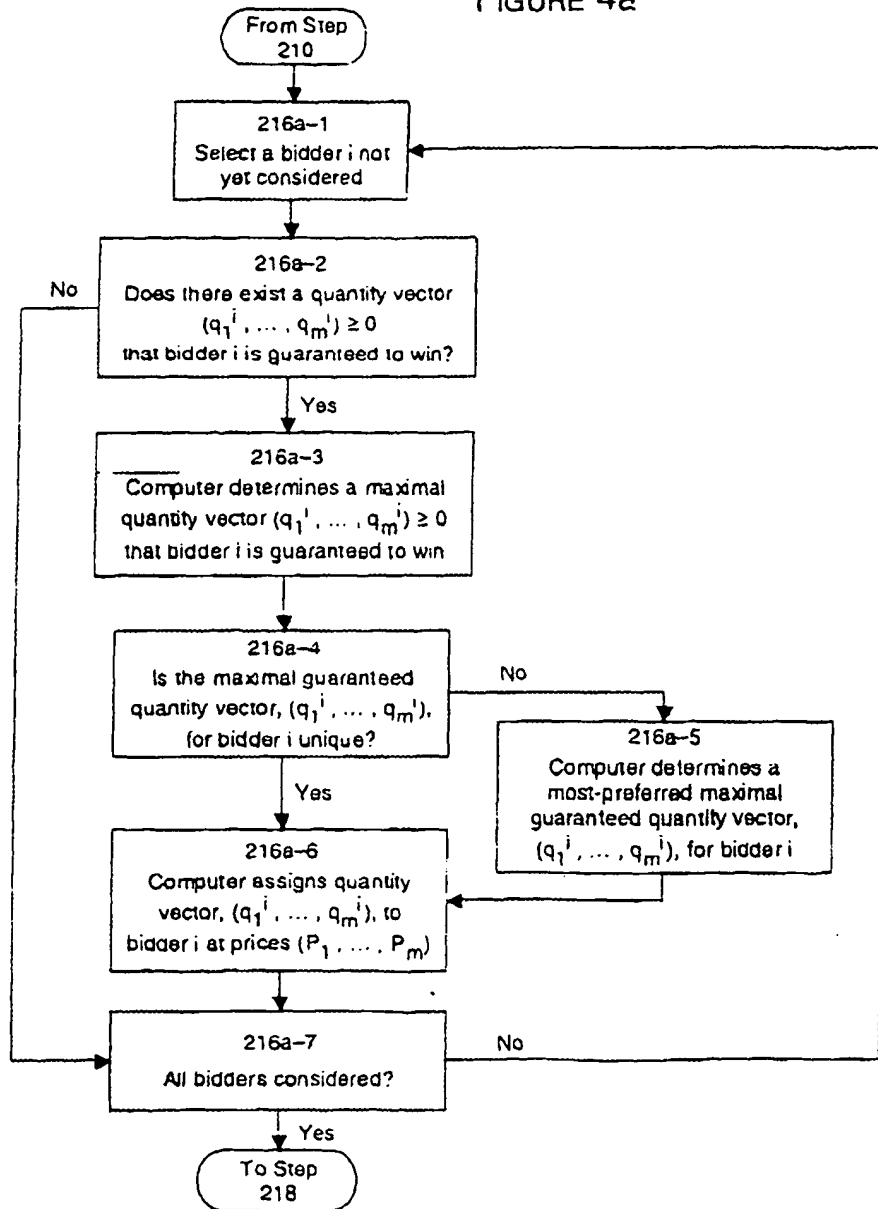 FIGURE 4a
From Step
210
216a-1
Select a bidder i not
yet considered
216a-2
Does there exist a quantity vector
(q₁ⁱ, ... , qₘⁱ) ≥ 0
that bidder i is guaranteed to win?
No
Yes
216a-3
Computer determines a maximal
quantity vector (q₁ⁱ, ... , qₘⁱ) ≥ 0
that bidder i is guaranteed to win
216a-4
Is the maximal guaranteed
quantity vector, (q₁ⁱ, ... , qₘⁱ),
for bidder i unique?
No
Yes
216a-5
Computer determines a
most-preferred maximal
guaranteed quantity vector,
(q₁ⁱ, ... , qₘⁱ), for bidder i
216a-6
Computer assigns quantity
vector, (q₁ⁱ, ... , qₘⁱ), to
bidder i at prices (P₁, ... , Pₘ)
216a-7
All bidders considered?
No
Yes
To Step
218